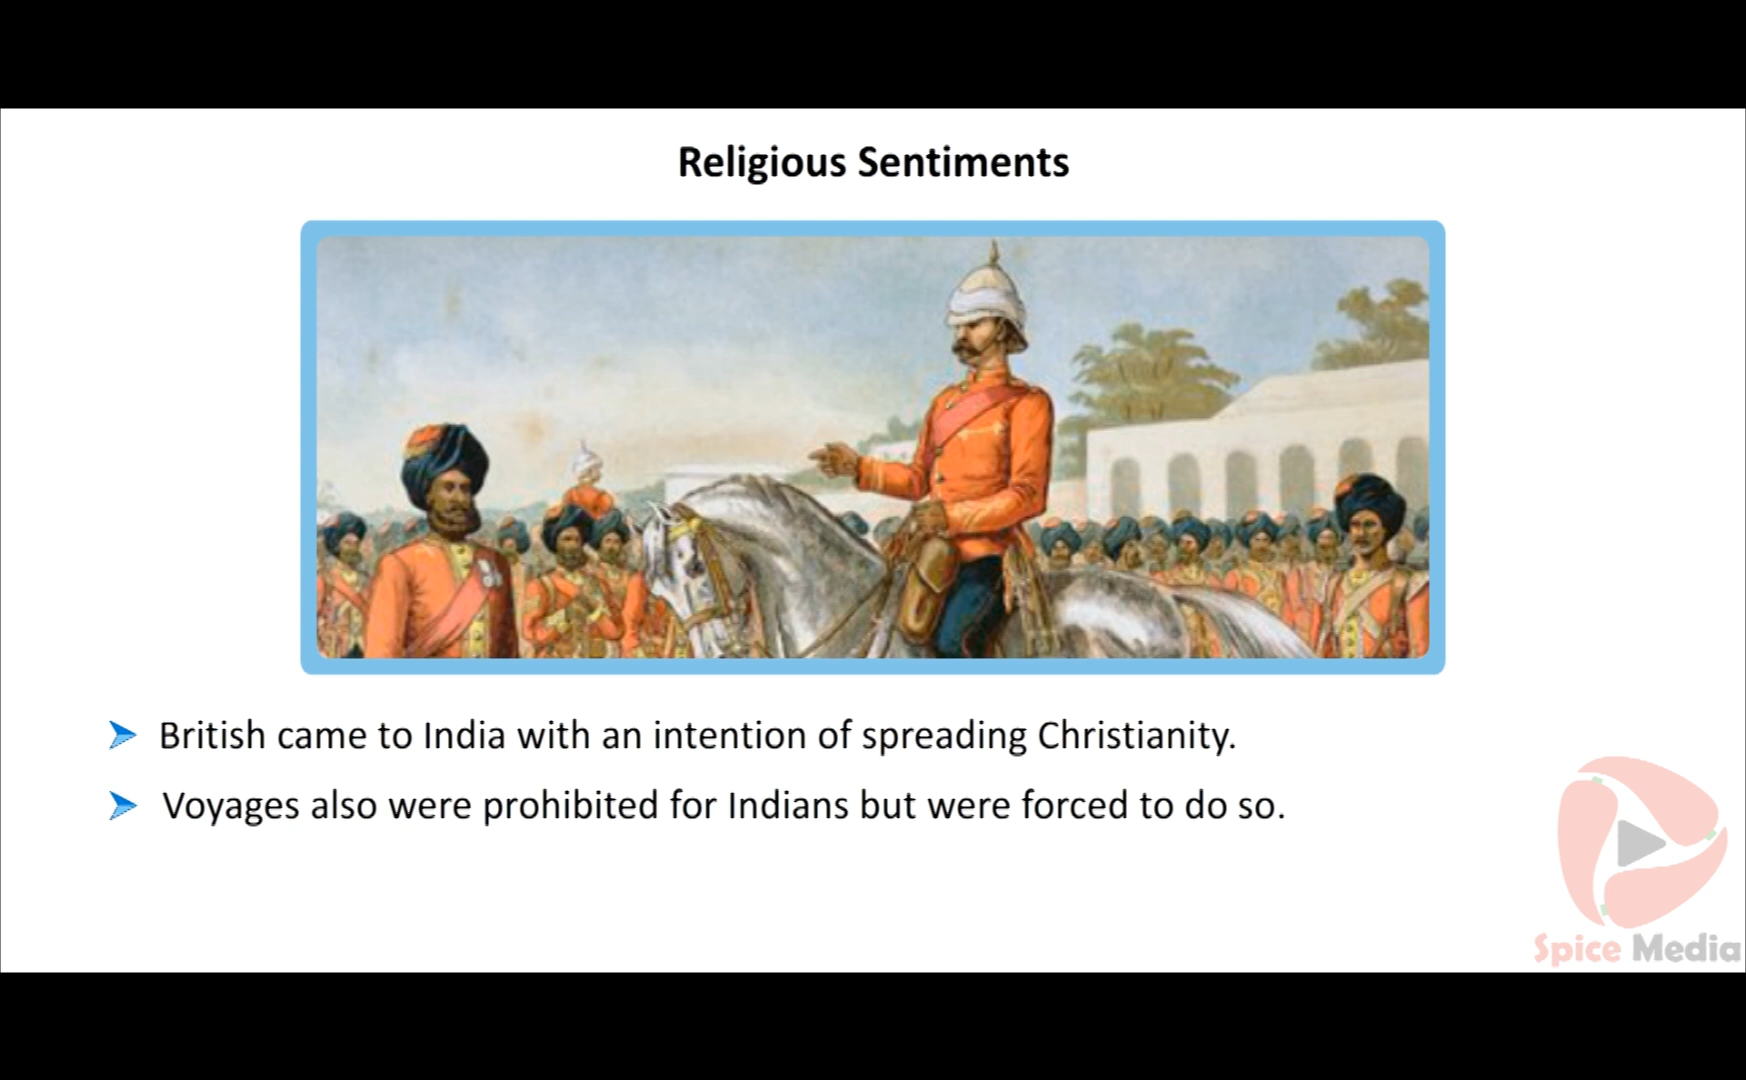 Religious Sentiments
British came to India with an intention of spreading Christianity.
Voyages also were prohibited for Indians but were forced to do so.
Spice Media